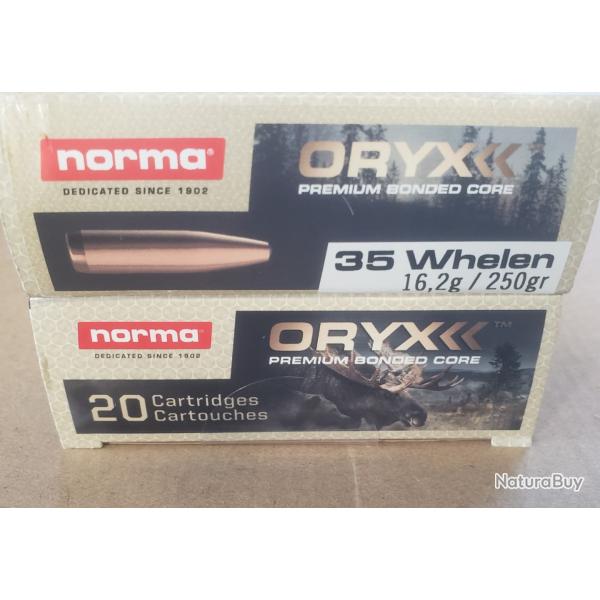 norma®
DEDICATED SINCE 1902
ORYX
PREMIUM BONDED CORE
35 Whelen
16,2g / 250gr
norma®
DEDICATED SINCE 1902
ORYX™
PREMIUM BONDED CORE
20 Cartridges
Cartouches
NaturaBuy